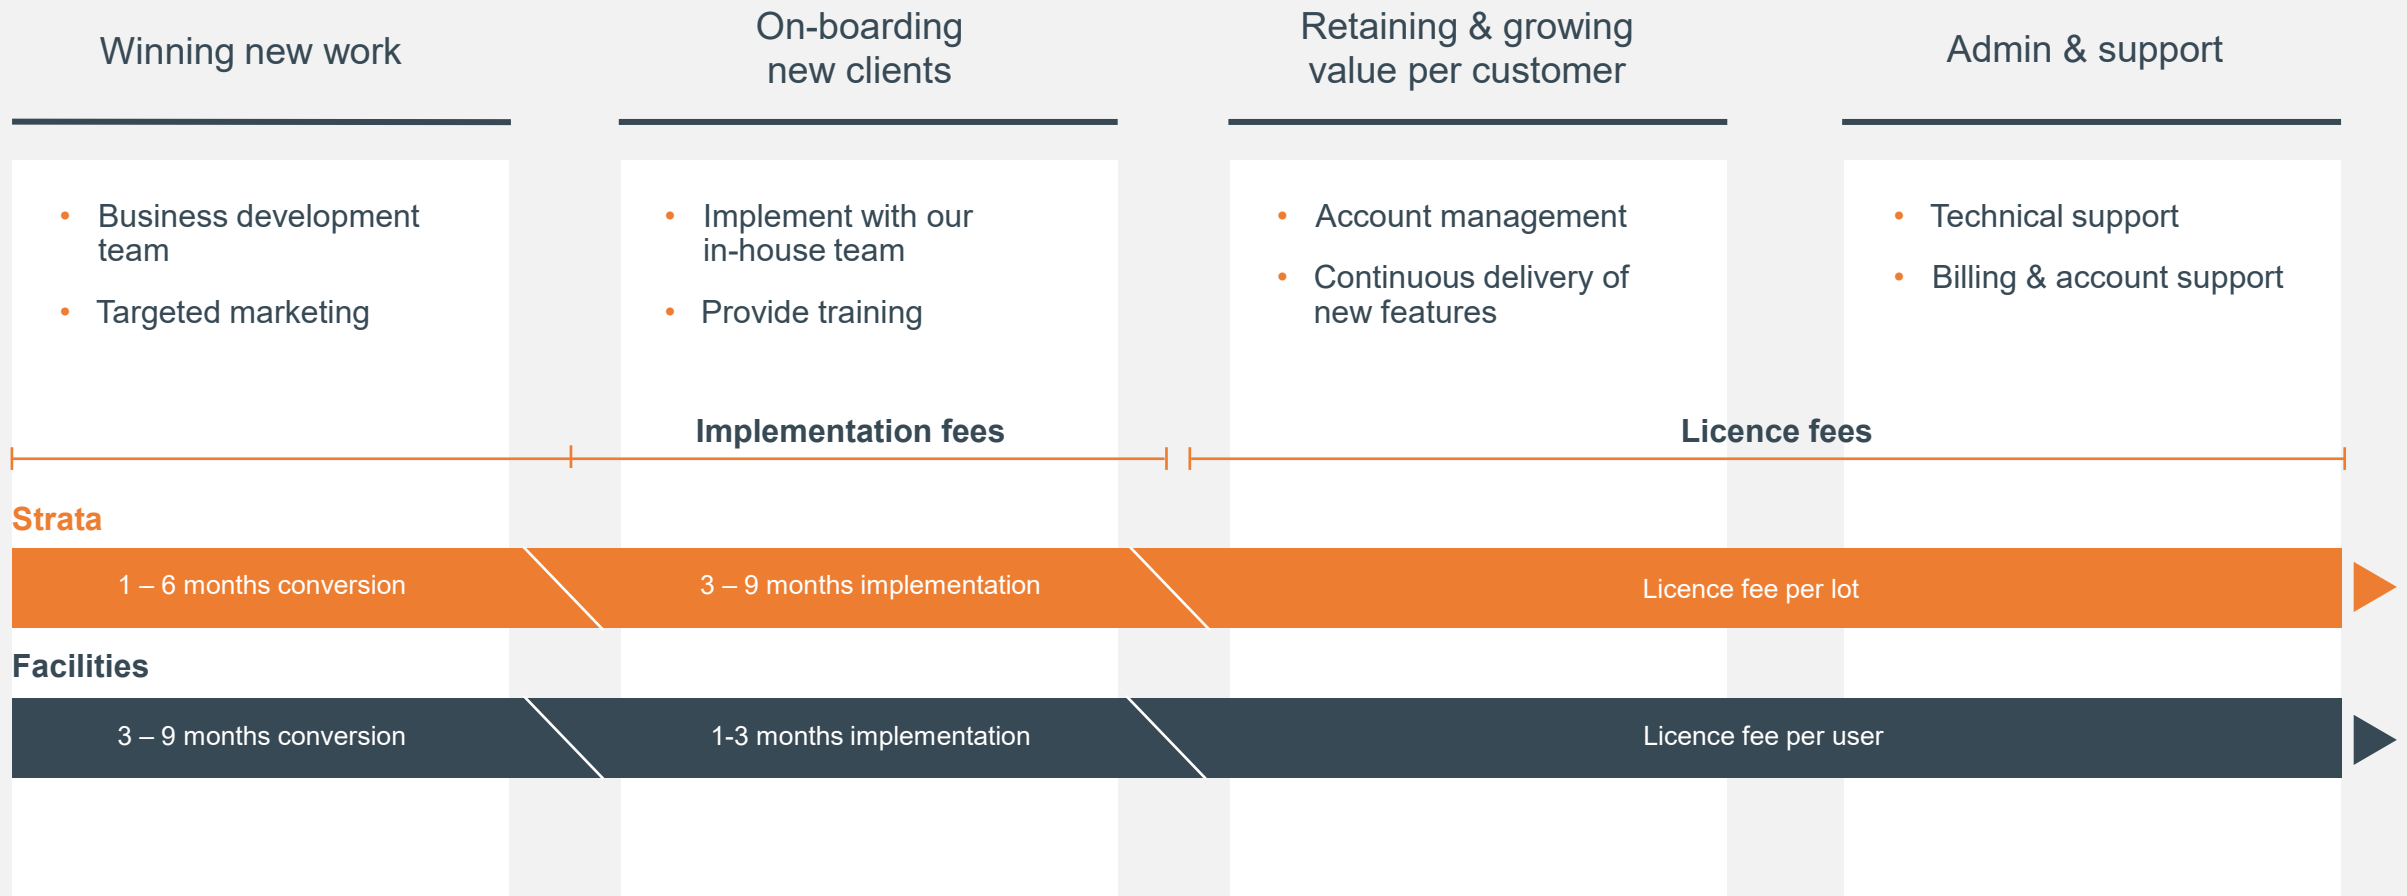 Winning new work
On-boarding
new clients
Retaining & growing
value per customer
Admin & support
• Business development
team
• Targeted marketing
• Implement with our
in-house team
• Provide training
• Account management
• Continuous delivery of
new features
• Technical support
• Billing & account support
Implementation fees
Licence fees
Strata
1 – 6 months conversion
3 – 9 months implementation
Licence fee per lot
Facilities
3 – 9 months conversion
1-3 months implementation
Licence fee per user